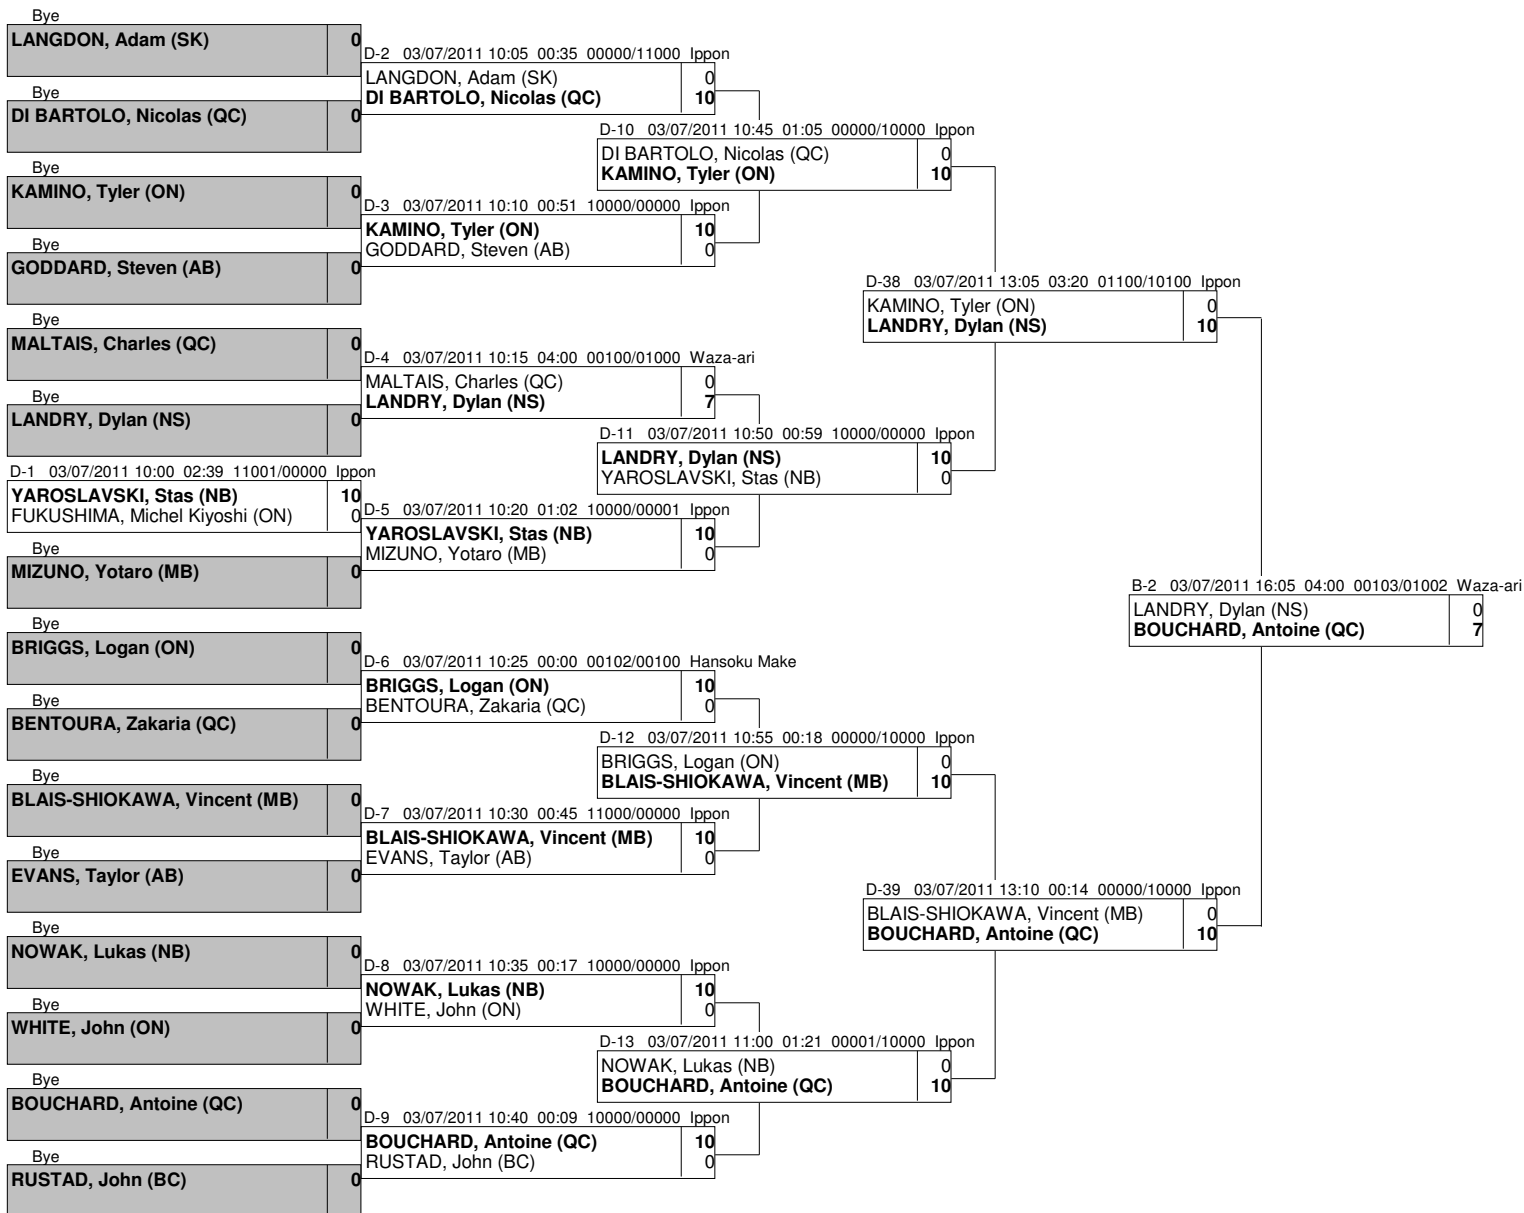 Bye
LANGDON, Adam (SK) 0
Bye
DI BARTOLO, Nicolas (QC) 0
Bye
KAMINO, Tyler (ON) 0
Bye
GODDARD, Steven (AB) 0
Bye
MALTAIS, Charles (QC) 0
Bye
LANDRY, Dylan (NS) 0
D-1 03/07/2011 10:00 02:39 11001/00000 Ippon
YAROSLAVSKI, Stas (NB) 10
FUKUSHIMA, Michel Kiyoshi (ON) 0
Bye
MIZUNO, Yotaro (MB) 0
Bye
BRIGGS, Logan (ON) 0
Bye
BENTOURA, Zakaria (QC) 0
Bye
BLAIS-SHIOKAWA, Vincent (MB) 0
Bye
EVANS, Taylor (AB) 0
Bye
NOWAK, Lukas (NB) 0
Bye
WHITE, John (ON) 0
Bye
BOUCHARD, Antoine (QC) 0
Bye
RUSTAD, John (BC) 0
D-2 03/07/2011 10:05 00:35 00000/11000 Ippon
LANGDON, Adam (SK) 0
DI BARTOLO, Nicolas (QC) 10
D-3 03/07/2011 10:10 00:51 10000/00000 Ippon
KAMINO, Tyler (ON) 10
GODDARD, Steven (AB) 0
D-4 03/07/2011 10:15 04:00 00100/01000 Waza-ari
MALTAIS, Charles (QC) 0
LANDRY, Dylan (NS) 7
D-5 03/07/2011 10:20 01:02 10000/00001 Ippon
YAROSLAVSKI, Stas (NB) 10
MIZUNO, Yotaro (MB) 0
D-6 03/07/2011 10:25 00:00 00102/00100 Hansoku Make
BRIGGS, Logan (ON) 10
BENTOURA, Zakaria (QC) 0
D-7 03/07/2011 10:30 00:45 11000/00000 Ippon
BLAIS-SHIOKAWA, Vincent (MB) 10
EVANS, Taylor (AB) 0
D-8 03/07/2011 10:35 00:17 10000/00000 Ippon
NOWAK, Lukas (NB) 10
WHITE, John (ON) 0
D-9 03/07/2011 10:40 00:09 10000/00000 Ippon
BOUCHARD, Antoine (QC) 10
RUSTAD, John (BC) 0
D-10 03/07/2011 10:45 01:05 00000/10000 Ippon
DI BARTOLO, Nicolas (QC) 0
KAMINO, Tyler (ON) 10
D-11 03/07/2011 10:50 00:59 10000/00000 Ippon
LANDRY, Dylan (NS) 10
YAROSLAVSKI, Stas (NB) 0
D-12 03/07/2011 10:55 00:18 00000/10000 Ippon
BRIGGS, Logan (ON) 0
BLAIS-SHIOKAWA, Vincent (MB) 10
D-13 03/07/2011 11:00 01:21 00001/10000 Ippon
NOWAK, Lukas (NB) 0
BOUCHARD, Antoine (QC) 10
D-38 03/07/2011 13:05 03:20 01100/10100 Ippon
KAMINO, Tyler (ON) 0
LANDRY, Dylan (NS) 10
D-39 03/07/2011 13:10 00:14 00000/10000 Ippon
BLAIS-SHIOKAWA, Vincent (MB) 0
BOUCHARD, Antoine (QC) 10
B-2 03/07/2011 16:05 04:00 00103/01002 Waza-ari
LANDRY, Dylan (NS) 0
BOUCHARD, Antoine (QC) 7